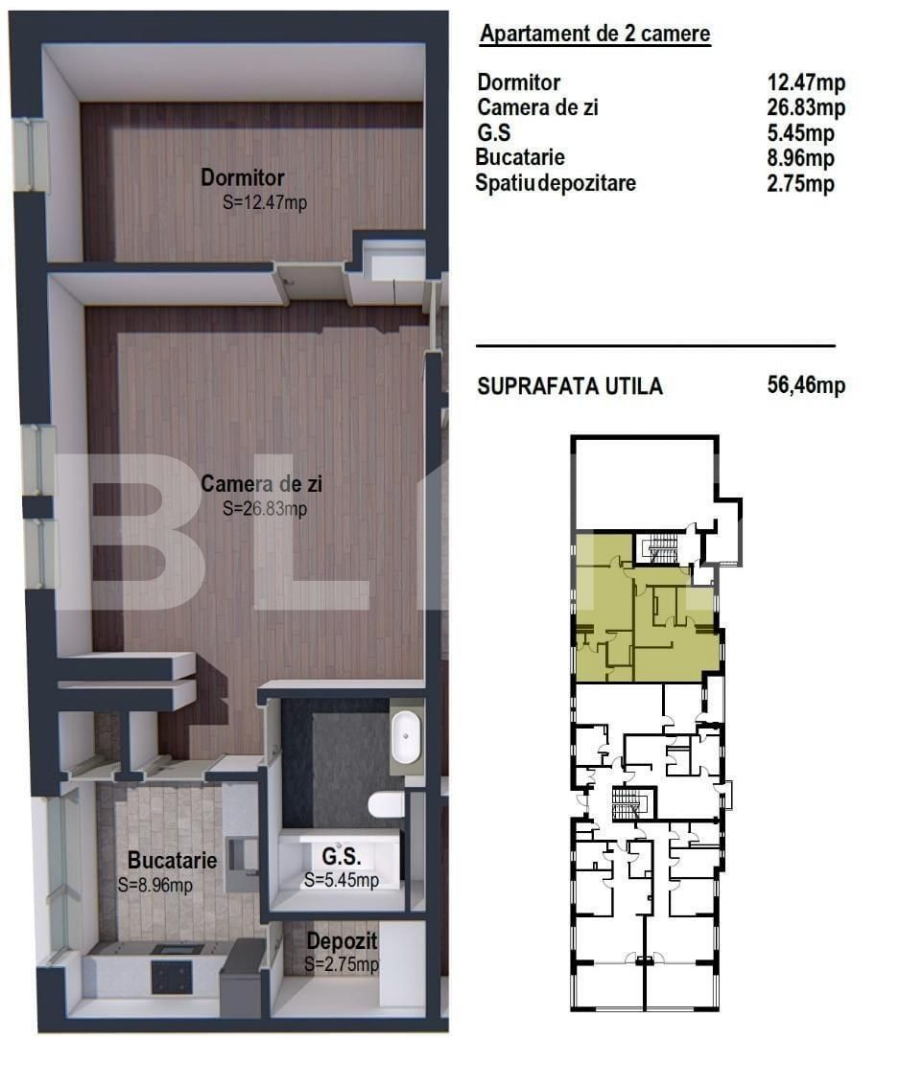 Apartament de 2 camere
Dormitor 12.47mp
Camera de zi 26.83mp
G.S 5.45mp
Bucatarie 8.96mp
Spatiu depozitare 2.75mp
SUPRAFATA UTILA 56,46mp
Dormitor
S=12.47mp
Camera de zi
S=26.83mp
Bucatarie
S=8.96mp
G.S.
S=5.45mp
Depozit
S=2.75mp